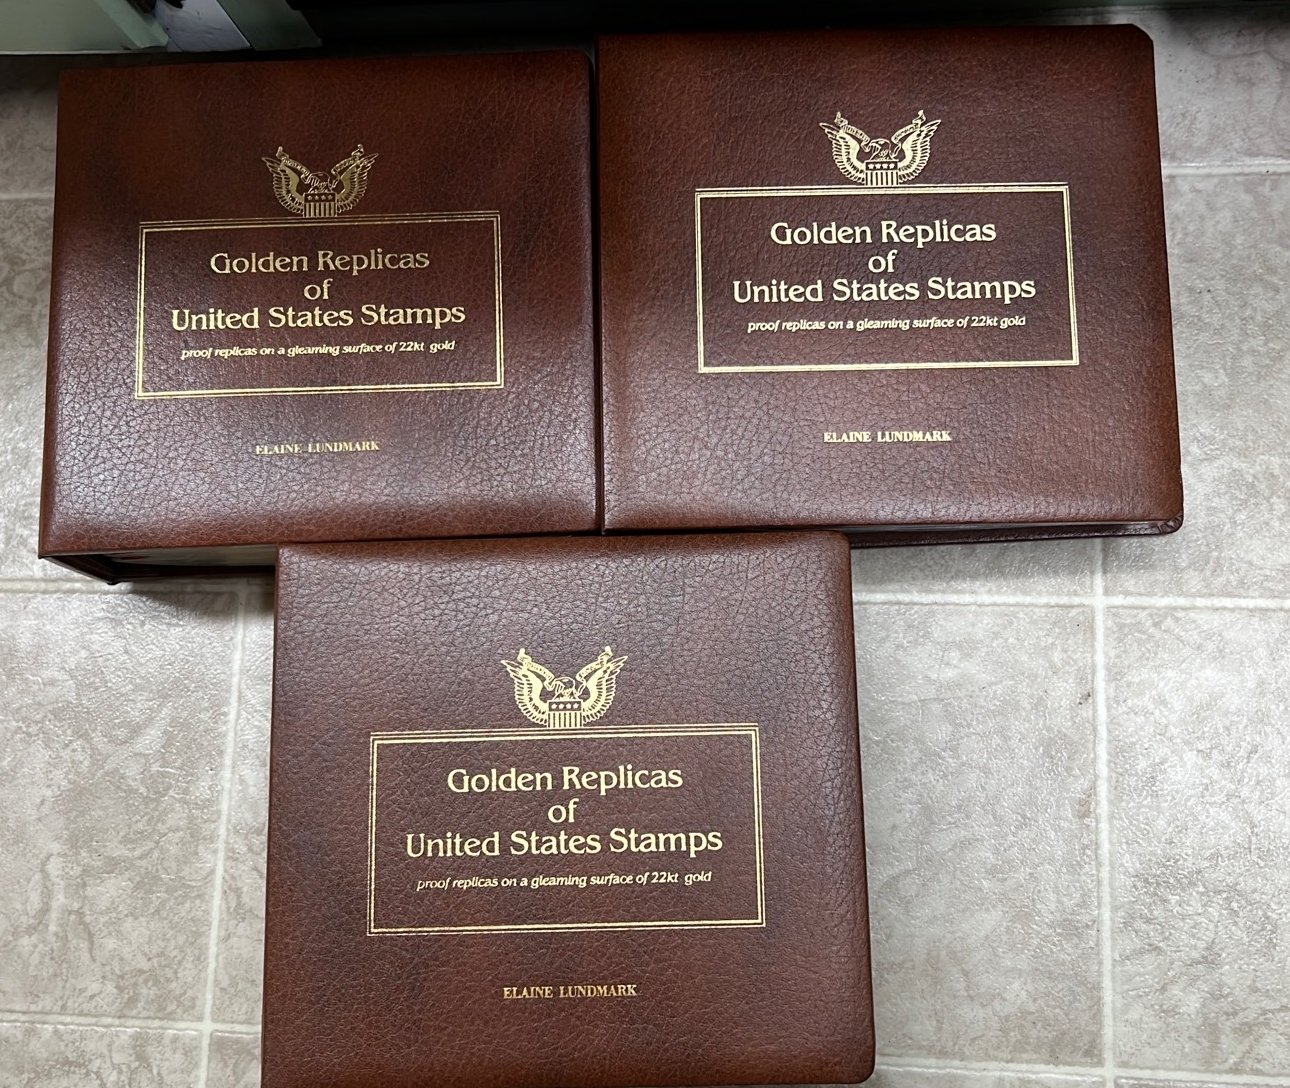 Golden Replicas
of
United States Stamps
proof replicas on a gleaming surface of 22kt gold
ELAINE LUNDMARK
Golden Replicas
of
United States Stamps
proof replicas on a gleaming surface of 22kt gold
ELAINE LUNDMARK
Golden Replicas
of
United States Stamps
proof replicas on a gleaming surface of 22kt gold
ELAINE LUNDMARK